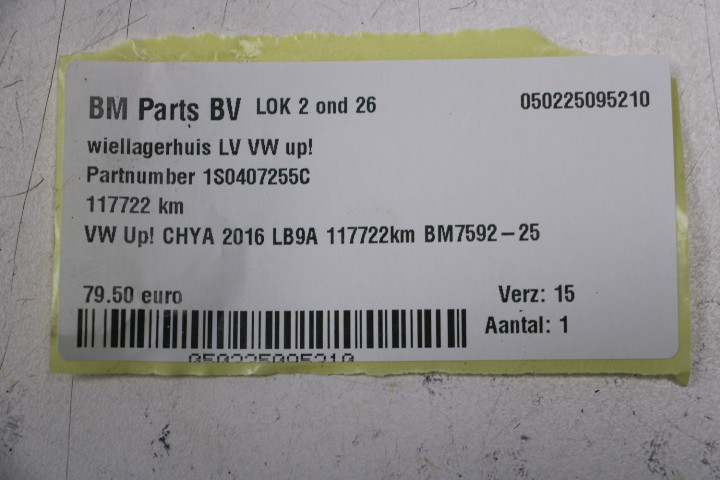 BM Parts BV LOK 2 ond 26 050225095210
wiellagerhuis LV VW up!
Partnumber 1S0407255C
117722 km
VW Up! CHYA 2016 LB9A 117722km BM7592-25
79.50 euro Verz: 15
Aantal: 1
050225095210